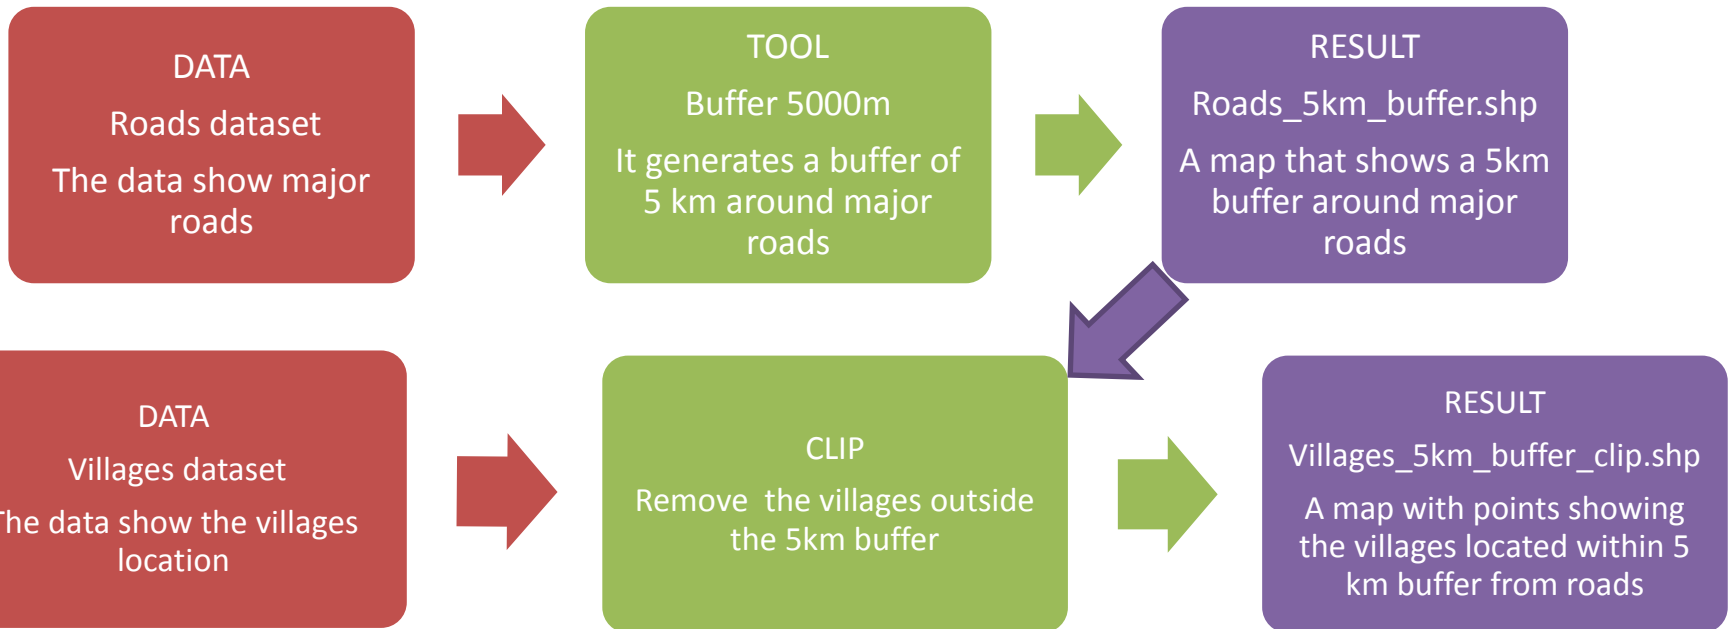 DATA
Roads dataset
The data show major
roads
TOOL
Buffer 5000m
It generates a buffer of
5 km around major
roads
RESULT
Roads_5km_buffer.shp
A map that shows a 5km
buffer around major
roads
DATA
Villages dataset
The data show the villages
location
CLIP
Remove  the villages outside
the 5km buffer
RESULT
Villages_5km_buffer_clip.shp
A map with points showing
the villages located within 5
km buffer from roads